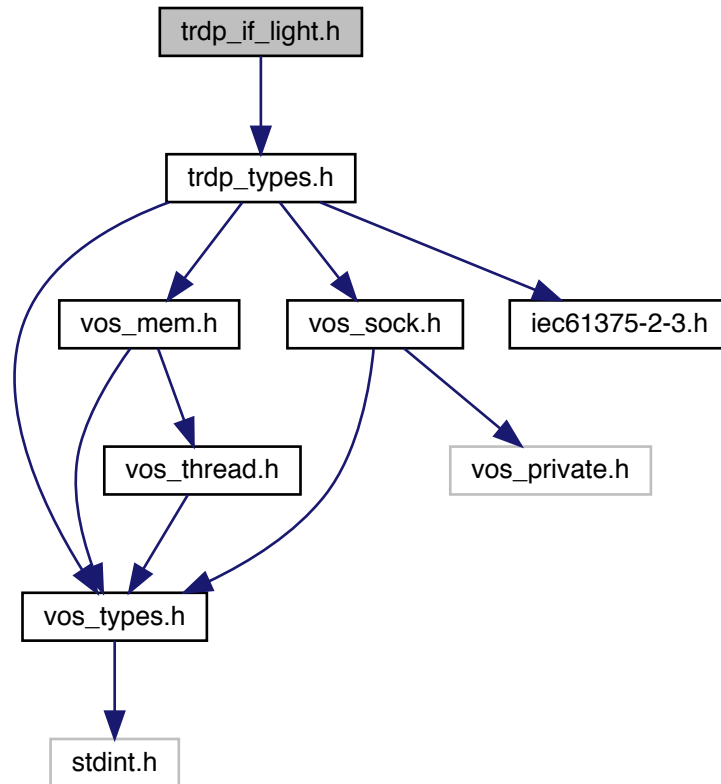 trdp_if_light.h
trdp_types.h
vos_mem.h
vos_sock.h
iec61375-2-3.h
vos_thread.h
vos_private.h
vos_types.h
stdint.h